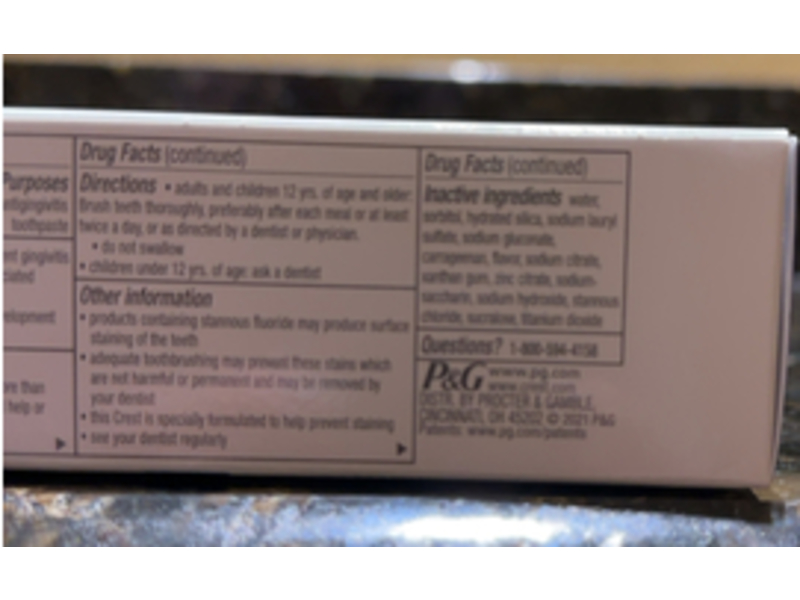 Purposes
toothpaste
ent gingivitis
re than
help or
Drug Facts (continued)
Directions • adults and children 12 yrs. of age and older:
Brush teeth thoroughly, preferably after each meal or at least
twice a day, or as directed by a dentist or physician.
• do not swallow
• children under 12 yrs. of age: ask a dentist
Other information
• products containing stannous fluoride may produce surface
staining of the teeth
• adequate toothbrushing may prevent these stains which
are not harmful or permanent and may be removed by
your dentist
• this Crest is specially formulated to help prevent staining
• see your dentist regularly
Drug Facts (continued)
Inactive ingredients water,
sorbitol, hydrated silica, sodium lauryl
sulfate, sodium gluconate,
carrageenan, flavor, sodium citrate,
xanthan gum, zinc citrate, sodium
saccharin, sodium hydroxide, stannous
chloride, sucralose, titanium dioxide
Questions? 1-800-594-4158
P&G www.pg.com
www.crest.com
DISTR. BY PROCTER & GAMBLE,
CINCINNATI, OH 45202 © 2021 P&G
Patents: www.pg.com/patents